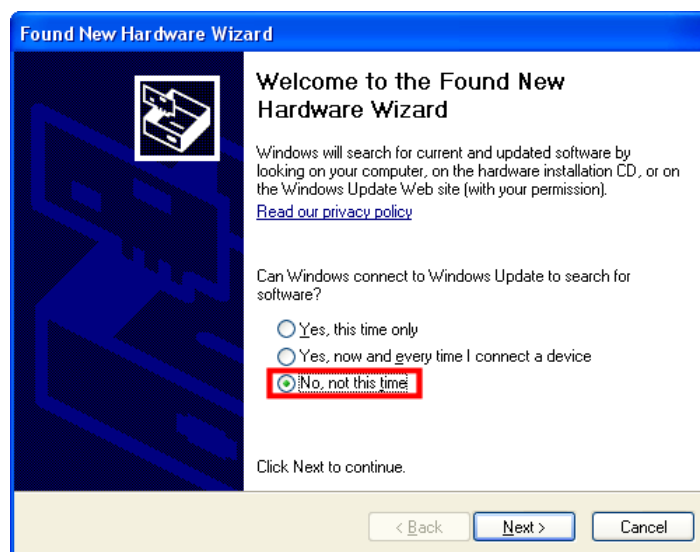 Found New Hardware Wizard
Welcome to the Found New
Hardware Wizard
Windows will search for current and updated software by
looking on your computer, on the hardware installation CD, or on
the Windows Update Web site (with your permission).
Read our privacy policy
Can Windows connect to Windows Update to search for
software?
Yes, this time only
Yes, now and every time I connect a device
No, not this time
Click Next to continue.
< Back
Next >
Cancel